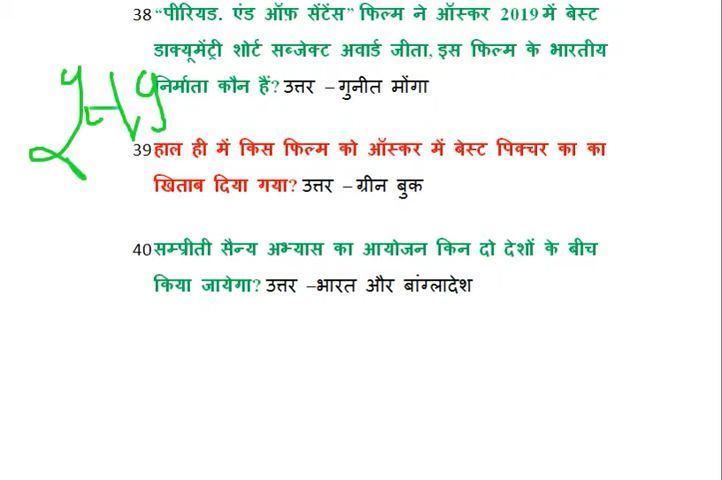 38 “पीरियड. एंड ऑफ़ सेंटेंस” फिल्म ने ऑस्कर 2019 में बेस्ट
डाक्यूमेंट्री शोर्ट सब्जेक्ट अवार्ड जीता, इस फिल्म के भारतीय
निर्माता कौन हैं? उत्तर – गुनीत मोंगा
39 हाल ही में किस फिल्म को ऑस्कर में बेस्ट पिक्चर का का
खिताब दिया गया? उत्तर – ग्रीन बुक
40 सम्प्रीती सैन्य अभ्यास का आयोजन किन दो देशों के बीच
किया जायेगा? उत्तर –भारत और बांग्लादेश